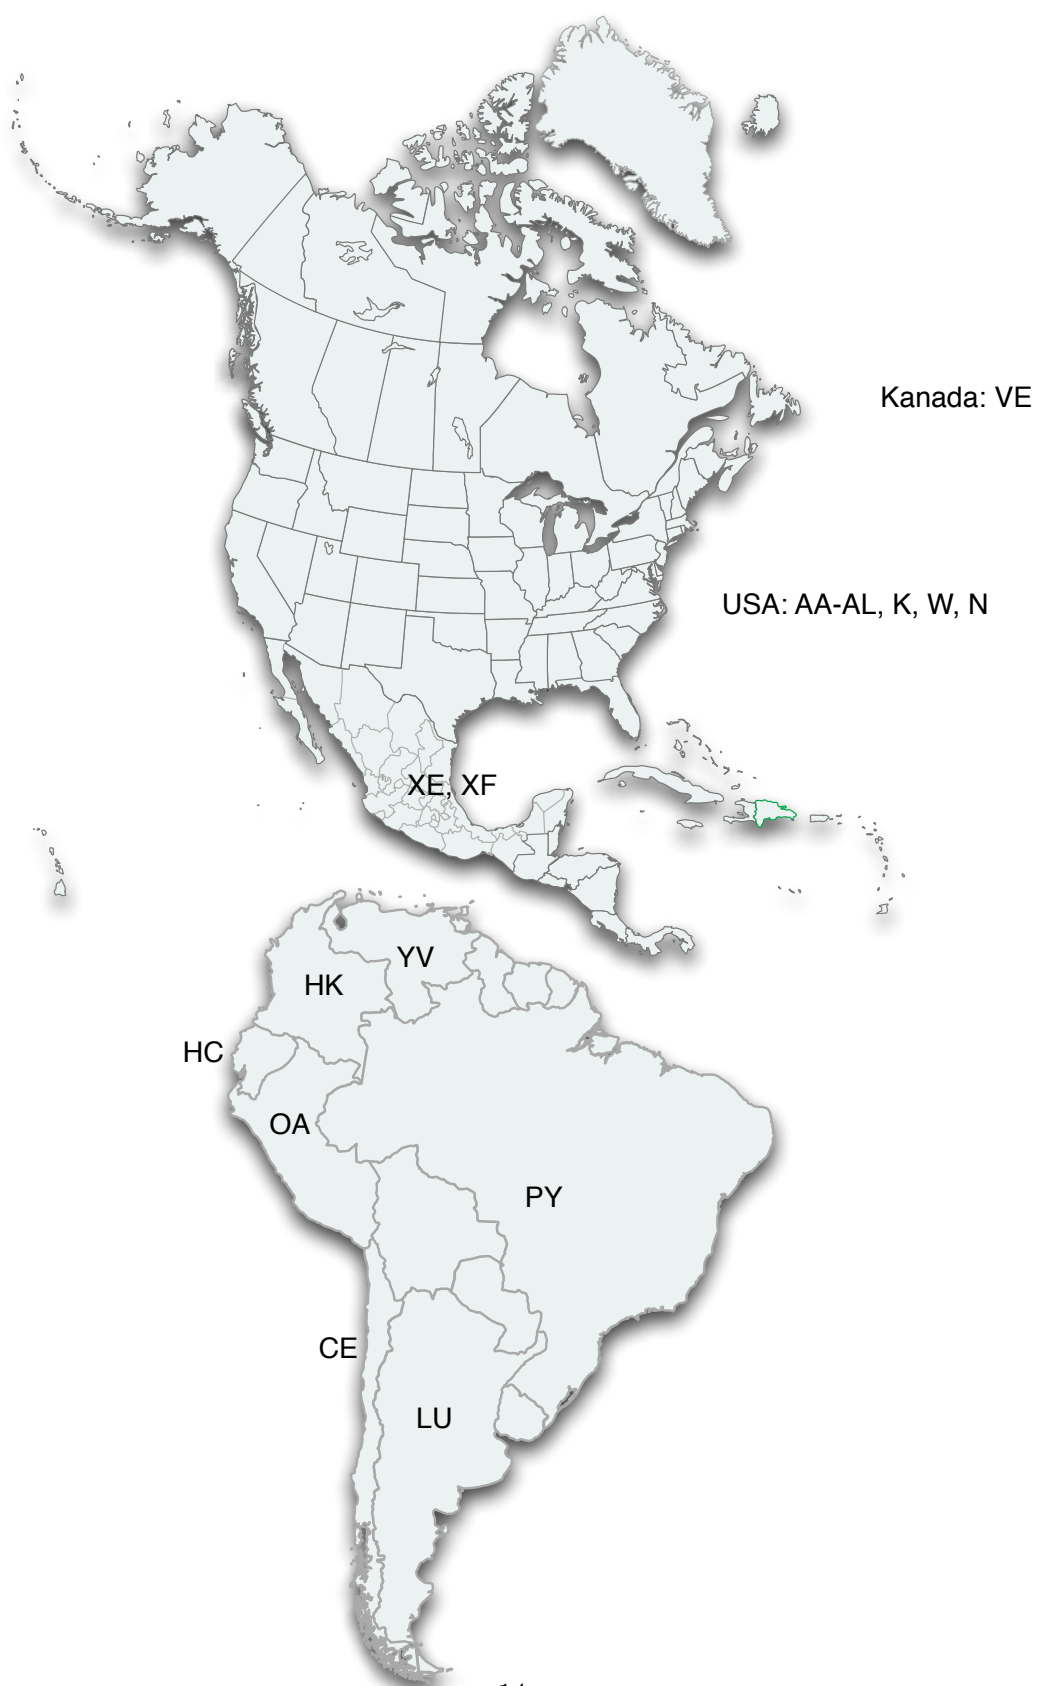 Kanada: VE
USA: AA-AL, K, W, N
XE, XF
YV
HK
HC
OA
PY
CE
LU